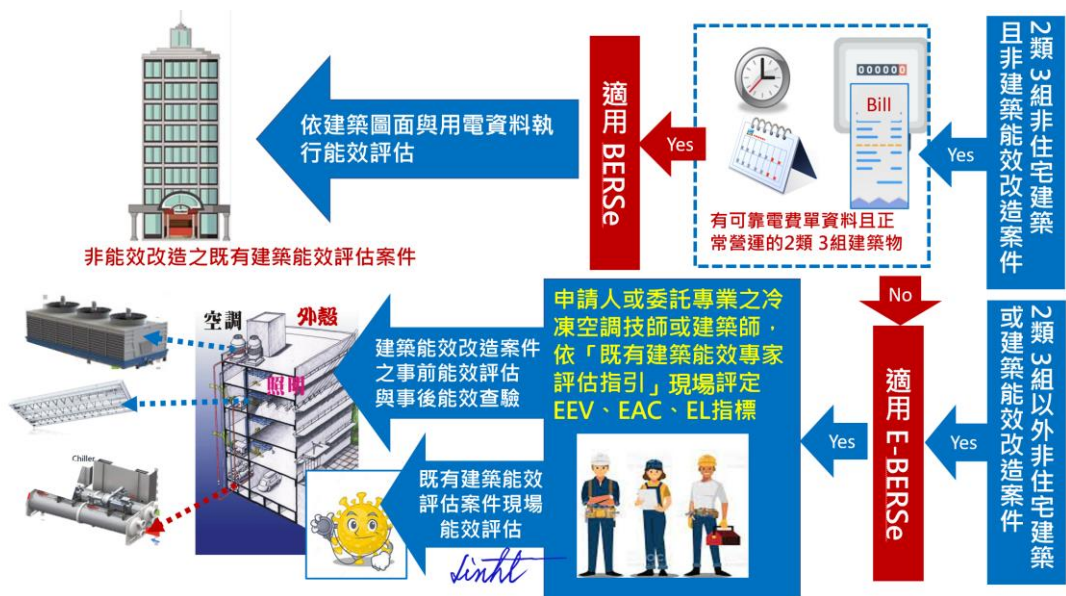 2類 3組非住宅建築
且非建築能效改造案件
Yes
000000
Bill
有可靠電費單資料且正
常營運的2類 3組建築物
Yes
適用 BERSe
依建築圖面與用電資料執
行能效評估
非能效改造之既有建築能效評估案件
No
2類 3組以外非住宅建築
或建築能效改造案件
Yes
適用 E-BERSe
Yes
申請人或委託專業之冷
凍空調技師或建築師，
依「既有建築能效專家
評估指引」現場評定
EEV、EAC、EL指標
建築能效改造案件
之事前能效評估
與事後能效查驗
既有建築能效
評估案件現場
能效評估
空調
外殼
照明
Chiller
Linht